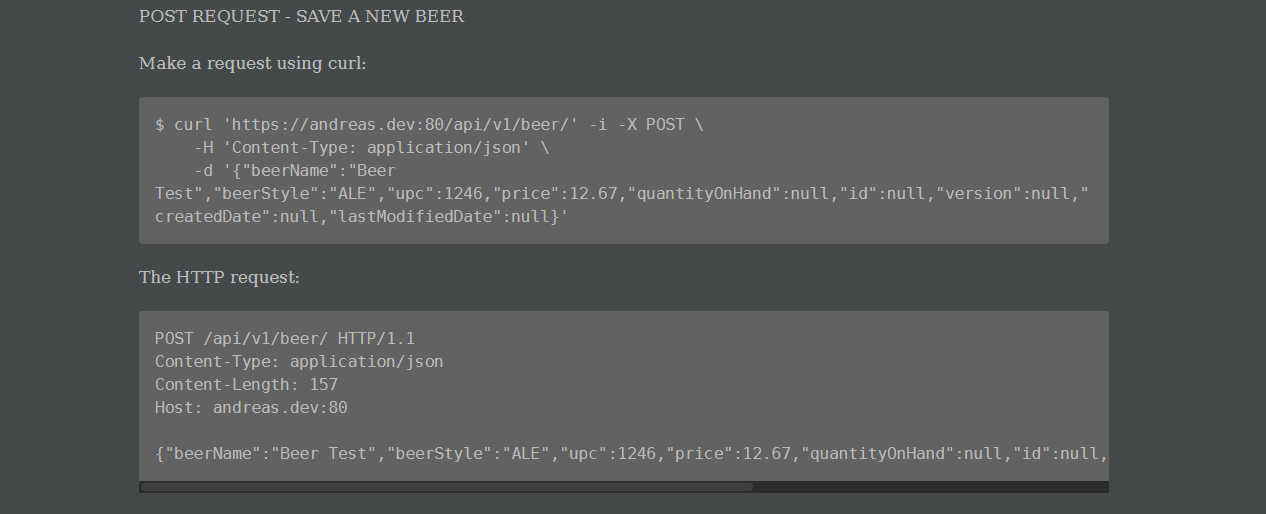 POST REQUEST - SAVE A NEW BEER
Make a request using curl:
$ curl 'https://andreas.dev:80/api/v1/beer/' -i -X POST \
    -H 'Content-Type: application/json' \
    -d '{"beerName":"Beer
Test","beerStyle":"ALE","upc":1246,"price":12.67,"quantityOnHand":null,"id":null,"version":null,"
createdDate":null,"lastModifiedDate":null}'
The HTTP request:
POST /api/v1/beer/ HTTP/1.1
Content-Type: application/json
Content-Length: 157
Host: andreas.dev:80
{"beerName":"Beer Test","beerStyle":"ALE","upc":1246,"price":12.67,"quantityOnHand":null,"id":null,